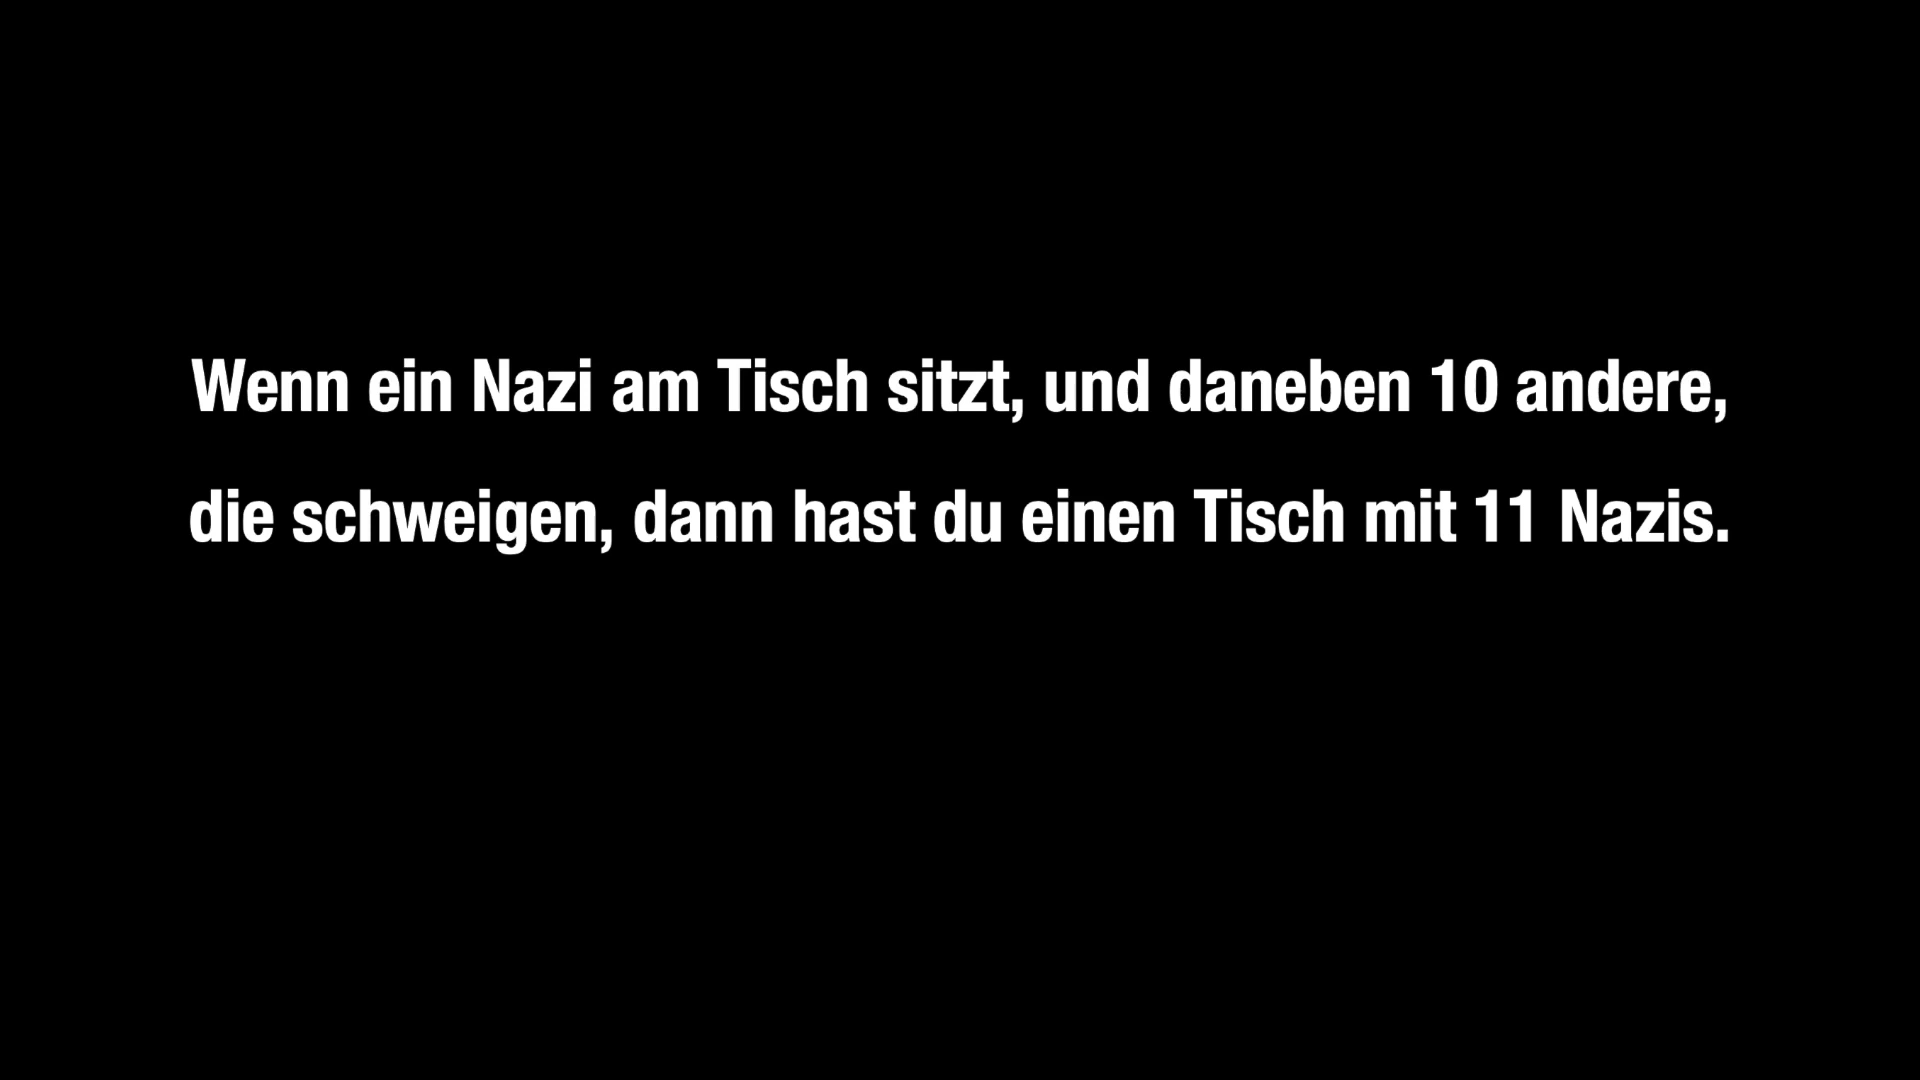 Wenn ein Nazi am Tisch sitzt, und daneben 10 andere,
die schweigen, dann hast du einen Tisch mit 11 Nazis.